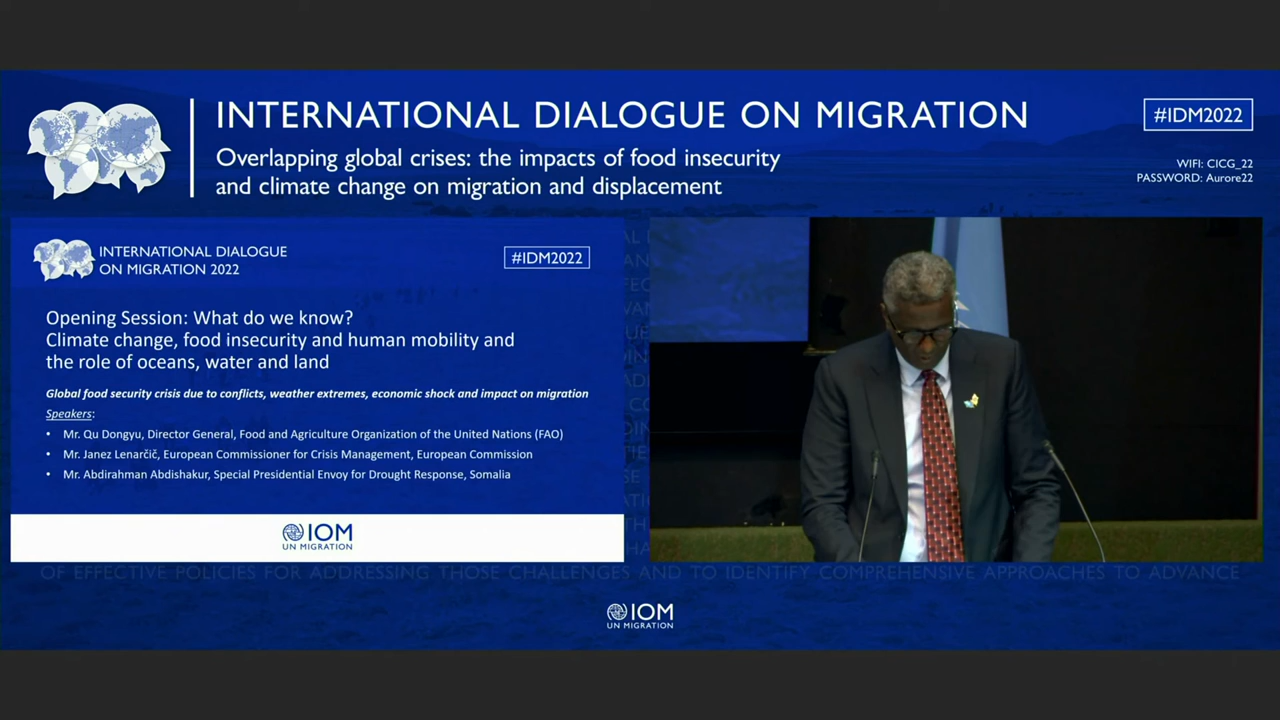 INTERNATIONAL DIALOGUE ON MIGRATION
Overlapping global crises: the impacts of food insecurity
and climate change on migration and displacement
#IDM2022
WIFI: CICG_22
PASSWORD: Aurore22
INTERNATIONAL DIALOGUE
ON MIGRATION 2022
#IDM2022
Opening Session: What do we know?
Climate change, food insecurity and human mobility and
the role of oceans, water and land
Global food security crisis due to conflicts, weather extremes, economic shock and impact on migration
Speakers:
• Mr. Qu Dongyu, Director General, Food and Agriculture Organization of the United Nations (FAO)
• Mr. Janez Lenarčič, European Commissioner for Crisis Management, European Commission
• Mr. Abdirahman Abdishakur, Special Presidential Envoy for Drought Response, Somalia
IOM
UN MIGRATION
OF EFFECTIVE POLICIES FOR ADDRESSING THOSE CHALLENGES AND TO IDENTIFY COMPREHENSIVE APPROACHES TO ADVANCE
IOM
UN MIGRATION